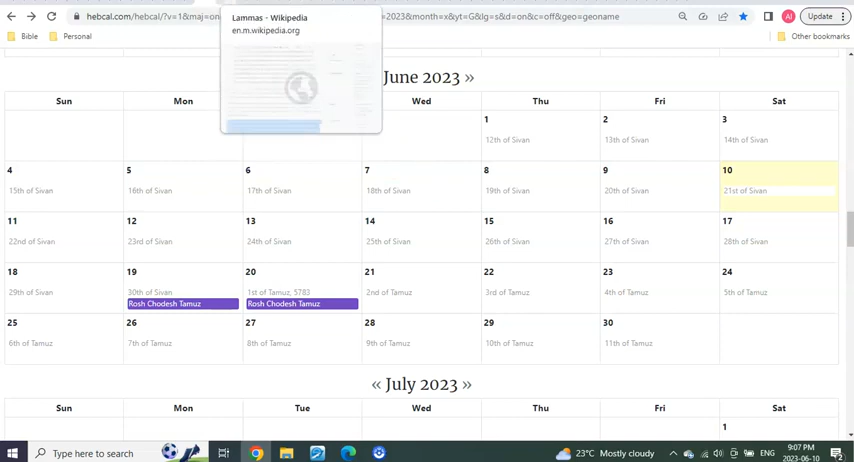 Lammas - Wikipedia
en.m.wikipedia.org
hebcal.com/hebcal/?v=1&maj=on
=2023&month=x&yt=G&lg=s&d=on&c=off&geo=geoname
AI
Update
Bible
Personal
Other bookmarks
June 2023 »
Sun Mon Wed Thu Fri Sat
1 2 3
12th of Sivan 13th of Sivan 14th of Sivan
4 5 6 7 8 9 10
15th of Sivan 16th of Sivan 17th of Sivan 18th of Sivan 19th of Sivan 20th of Sivan 21st of Sivan
11 12 13 14 15 16 17
22nd of Sivan 23rd of Sivan 24th of Sivan 25th of Sivan 26th of Sivan 27th of Sivan 28th of Sivan
18 19 20 21 22 23 24
29th of Sivan 30th of Sivan 1st of Tamuz, 5783 2nd of Tamuz 3rd of Tamuz 4th of Tamuz 5th of Tamuz
Rosh Chodesh Tamuz Rosh Chodesh Tamuz
25 26 27 28 29 30
6th of Tamuz 7th of Tamuz 8th of Tamuz 9th of Tamuz 10th of Tamuz 11th of Tamuz
« July 2023 »
Sun Mon Tue Wed Thu Fri Sat
1
Type here to search
23°C Mostly cloudy
ENG
9:07 PM
2023-06-10
2